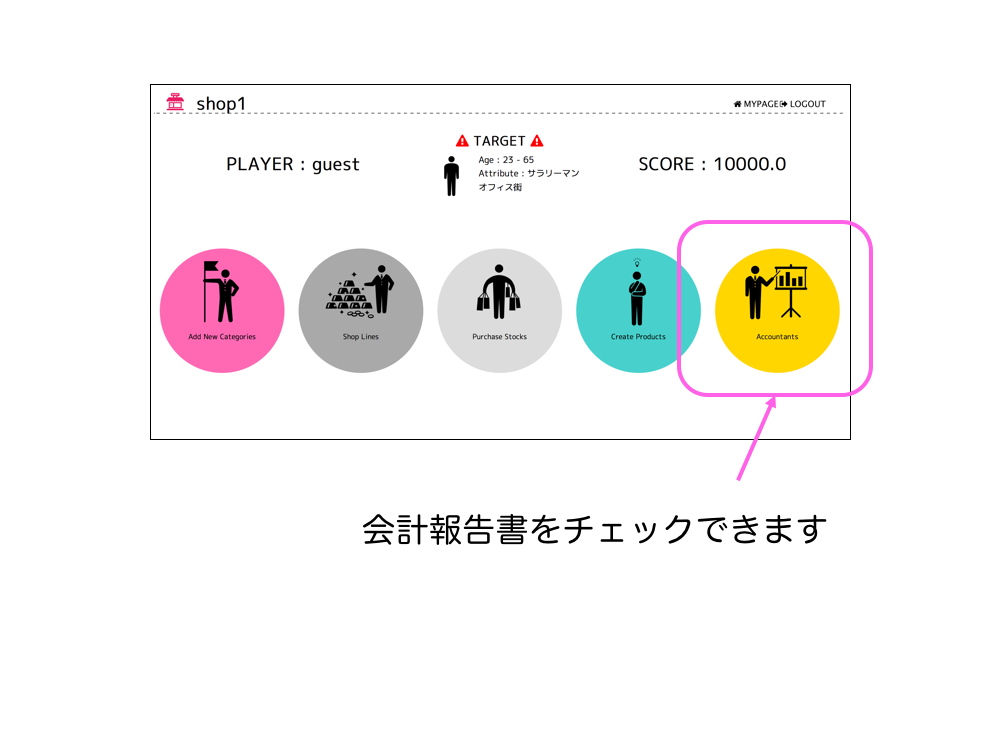 shop1
MYPAGE LOGOUT
TARGET
PLAYER : guest
Age : 23 - 65
Attribute : サラリーマン
オフィス街
SCORE : 10000.0
Add New Categories
Shop Lines
Purchase Stocks
Create Products
Accountants
会計報告書をチェックできます